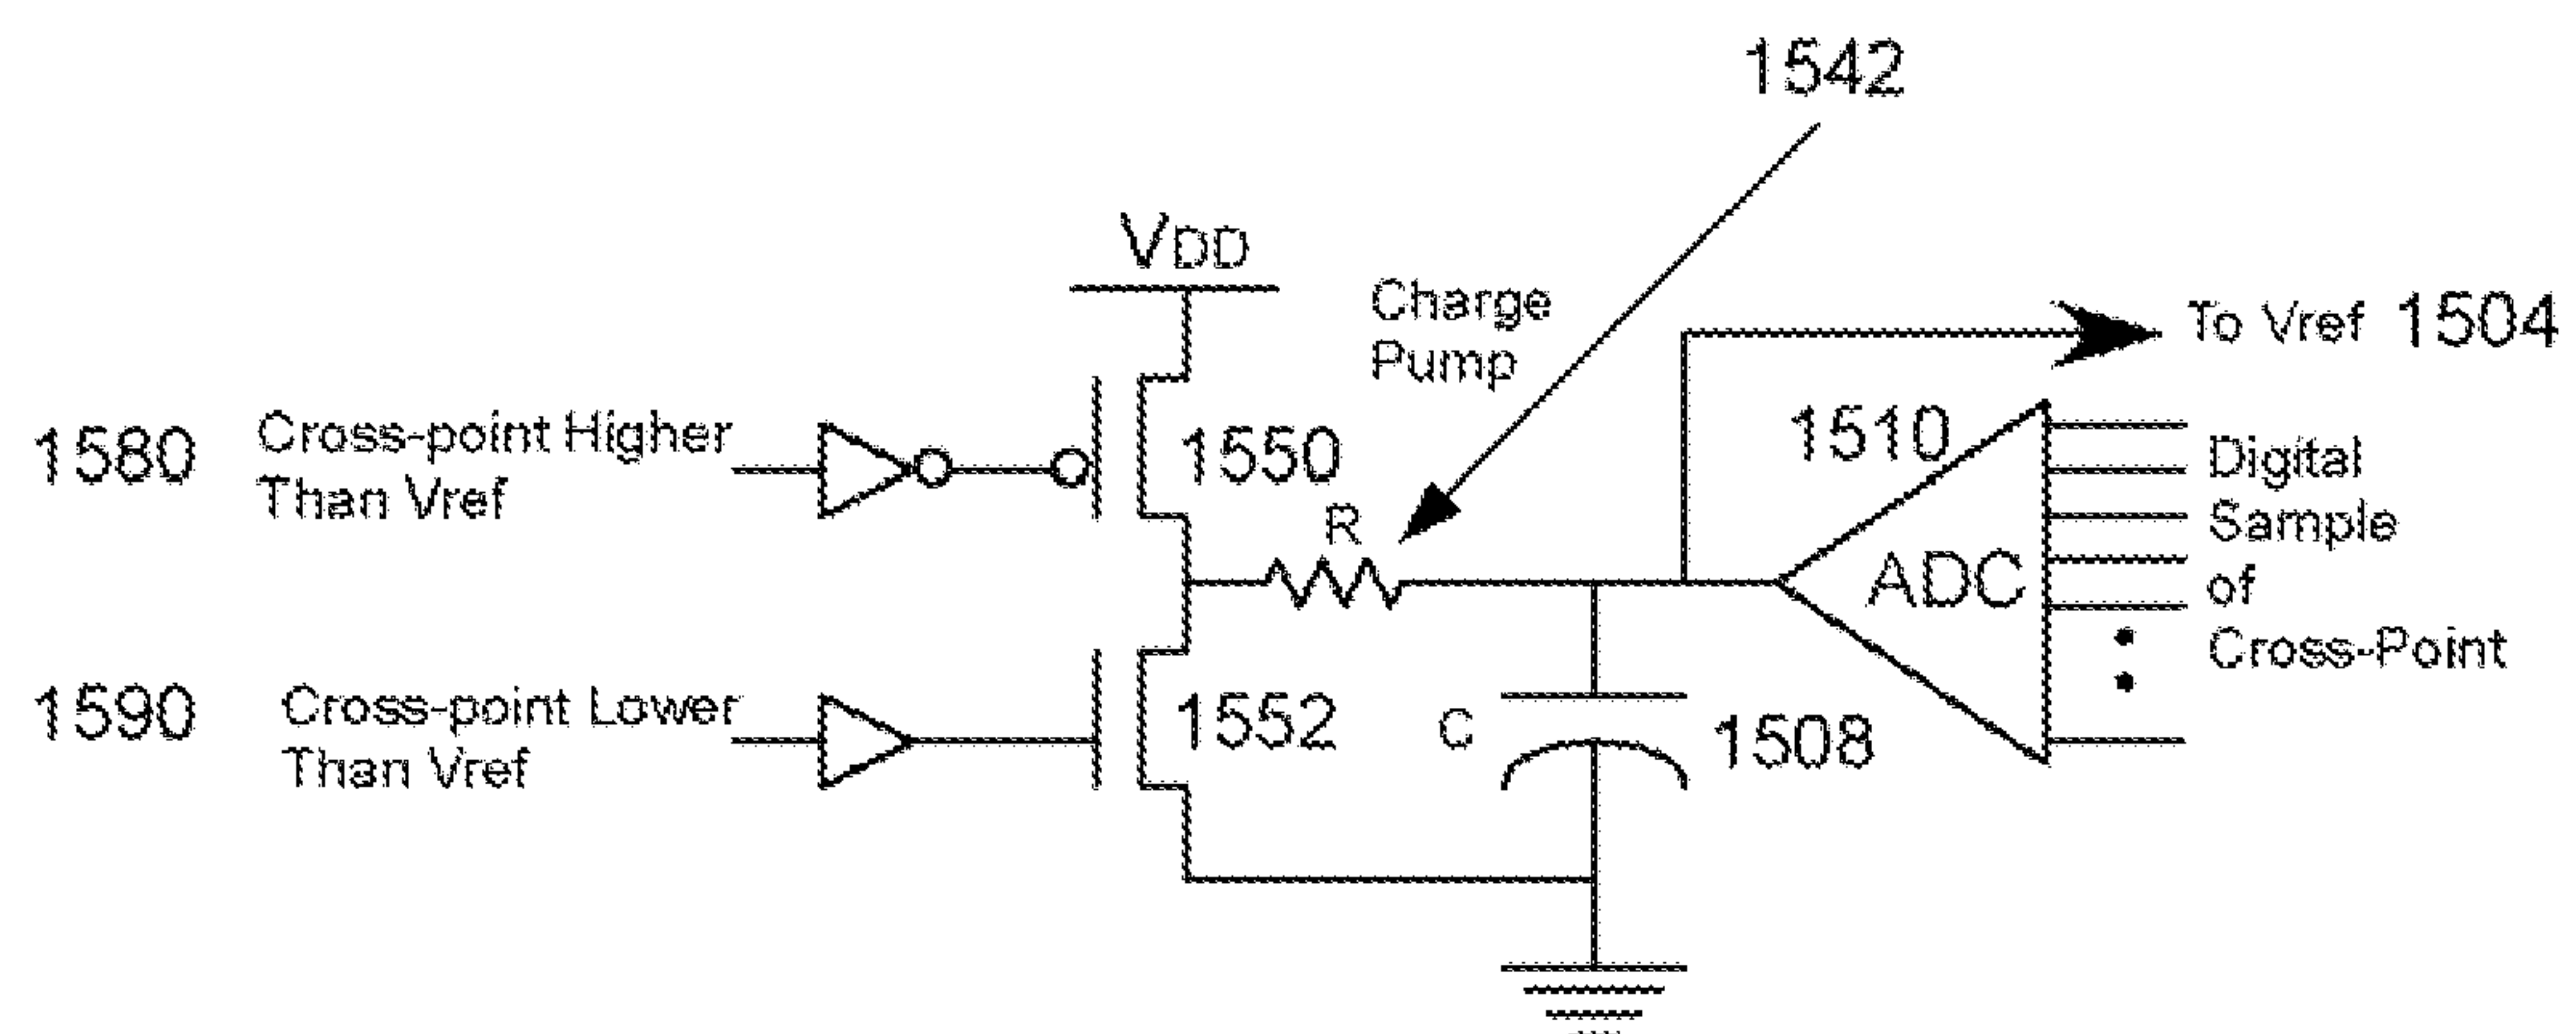 1542
VDD
Charge
Pump
To Vref 1504
1580
Cross-point Higher
Than Vref
1550
R
1510
ADC
Digital
Sample
of
Cross-Point
1590
Cross-point Lower
Than Vref
1552
C
1508